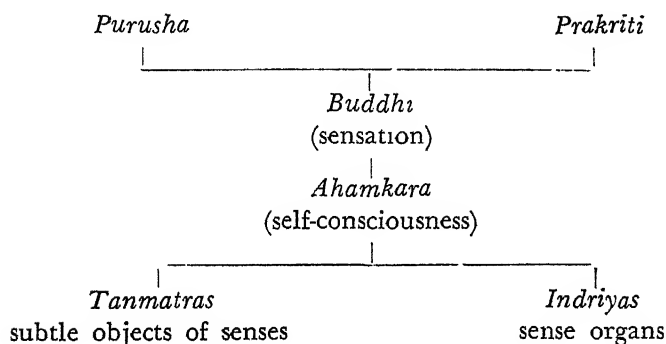 Purusha Prakriti
Buddhi
(sensation)
Ahamkara
(self-consciousness)
Tanmatras Indriyas
subtle objects of senses sense organs